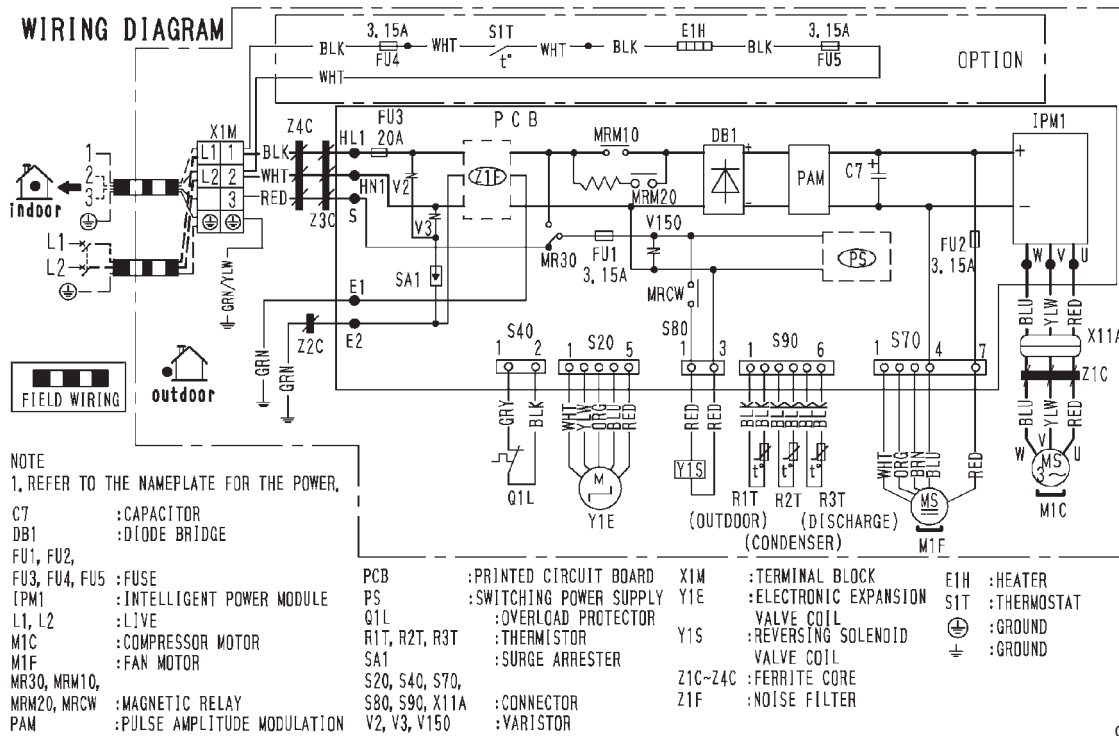 WIRING DIAGRAM
3.15A S1T 3.15A
BLK WHT WHT BLK E1H BLK
FU4 t° FU5
OPTION
WHT
PCB
X1M Z4C HL1 FU3 20A MRM10 DB1 IPM1
1 L1 1 BLK
2 L2 2 WHT HN1 V2 Z1F MRM20 PAM C7 + + -
3 3 RED Z3C S V3 V150
indoor
L1
L2
GRN/YLW
SA1 MR30 FU1 3.15A PS FU2 3.15A W V U
MRCW
E1
E2
Z2C
GRN GRN
BLU YLW RED
X11A
Z1C
BLU YLW RED
W V U
MS
3
M1C
S40 S20 S80 S90 S70
1 2 1 5 1 3 1 6 1 4 7
GRY BLK WHT YLW ORG BLU RED RED RED BLK BLK BLK BLK BLK BLK WHT ORG BRN BLU RED
FIELD WIRING
outdoor
Q1L M Y1E Y1S t° t° t° MS M1F
R1T R2T R3T
(OUTDOOR) (DISCHARGE)
(CONDENSER)
NOTE
1. REFER TO THE NAMEPLATE FOR THE POWER.
C7 :CAPACITOR
DB1 :DIODE BRIDGE
FU1, FU2,
FU3, FU4, FU5 :FUSE
IPM1 :INTELLIGENT POWER MODULE
L1, L2 :LIVE
M1C :COMPRESSOR MOTOR
M1F :FAN MOTOR
MR30, MRM10,
MRM20, MRCW :MAGNETIC RELAY
PAM :PULSE AMPLITUDE MODULATION
PCB :PRINTED CIRCUIT BOARD
PS :SWITCHING POWER SUPPLY
Q1L :OVERLOAD PROTECTOR
R1T, R2T, R3T :THERMISTOR
SA1 :SURGE ARRESTER
S20, S40, S70,
S80, S90, X11A :CONNECTOR
V2, V3, V150 :VARISTOR
X1M :TERMINAL BLOCK
Y1E :ELECTRONIC EXPANSION
VALVE COIL
Y1S :REVERSING SOLENOID
VALVE COIL
Z1C~Z4C :FERRITE CORE
Z1F :NOISE FILTER
E1H :HEATER
S1T :THERMOSTAT
:GROUND
:GROUND